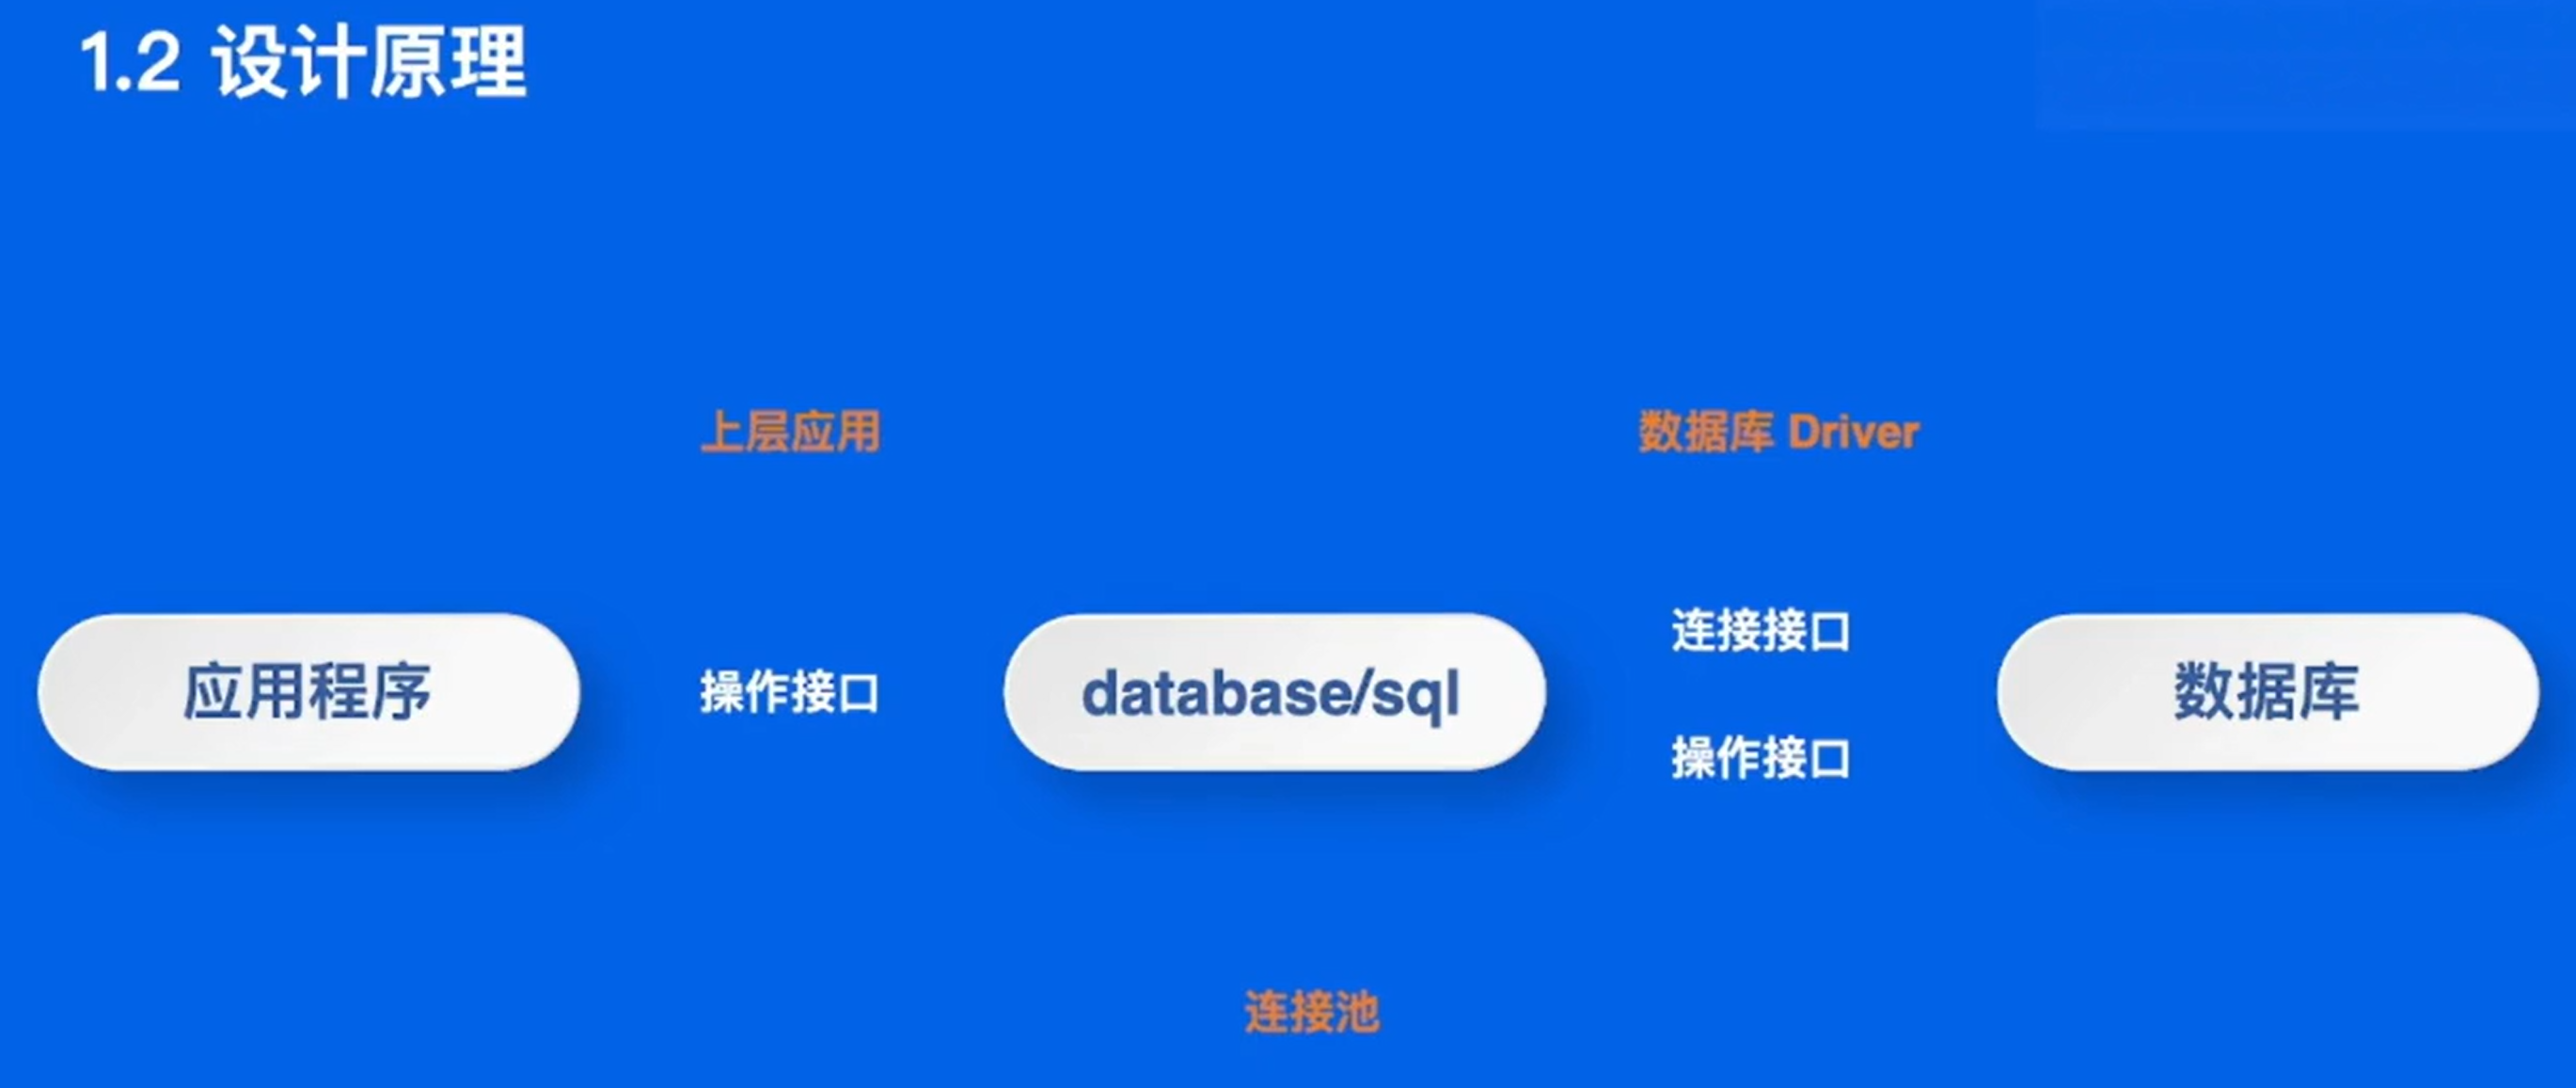 1.2 设计原理
上层应用
数据库 Driver
应用程序
操作接口
database/sql
连接接口
操作接口
数据库
连接池